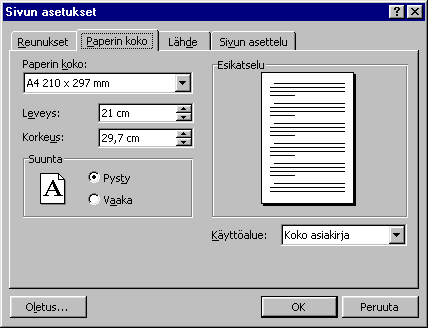 Sivun asetukset
Reunukset
Paperin koko
Lähde
Sivun asettelu
Paperin koko:
A4 210 x 297 mm
Leveys:
21 cm
Korkeus:
29,7 cm
Suunta
A
Pysty
Vaaka
Esikatselu
Käyttöalue:
Koko asiakirja
Oletus...
OK
Peruuta